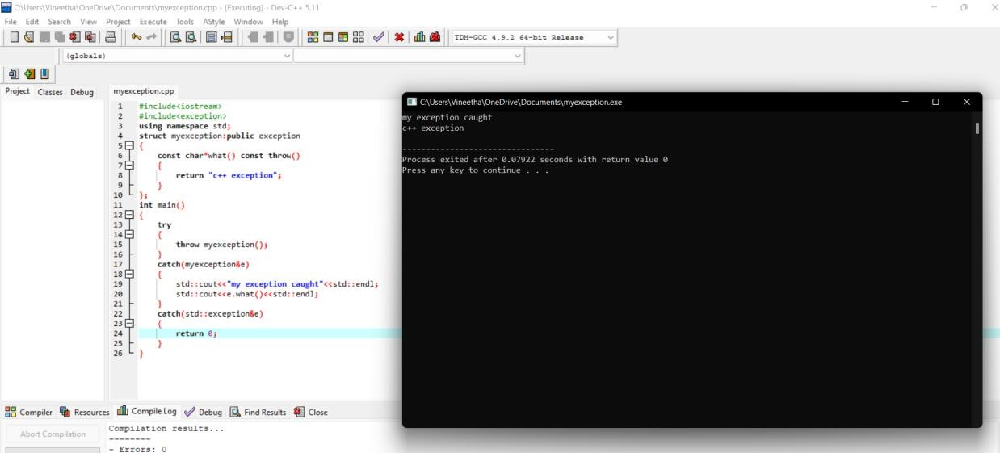 C:\Users\Vineetha\OneDrive\Documents\myexception.cpp - [Executing] - Dev-C++ 5.11
File Edit Search View Project Execute Tools AStyle Window Help
TDM-GCC 4.9.2 64-bit Release
(globals)
Project Classes Debug
myexception.cpp
1 #include<iostream>
2 #include<exception>
3 using namespace std;
4 struct myexception:public exception
5 {
6 const char*what() const throw()
7 {
8 return "c++ exception";
9 }
10 };
11 int main()
12 {
13 try
14 {
15 throw myexception();
16 }
17 catch(myexception&e)
18 {
19 std::cout<<"my exception caught"<<std::endl;
20 std::cout<<e.what()<<std::endl;
21 }
22 catch(std::exception&e)
23 {
24 return 0;
25 }
26 }
C:\Users\Vineetha\OneDrive\Documents\myexception.exe
my exception caught
c++ exception
--------------------------------
Process exited after 0.07922 seconds with return value 0
Press any key to continue . . .
Compiler Resources Compile Log Debug Find Results Close
Abort Compilation
Compilation results...
--------
- Errors: 0